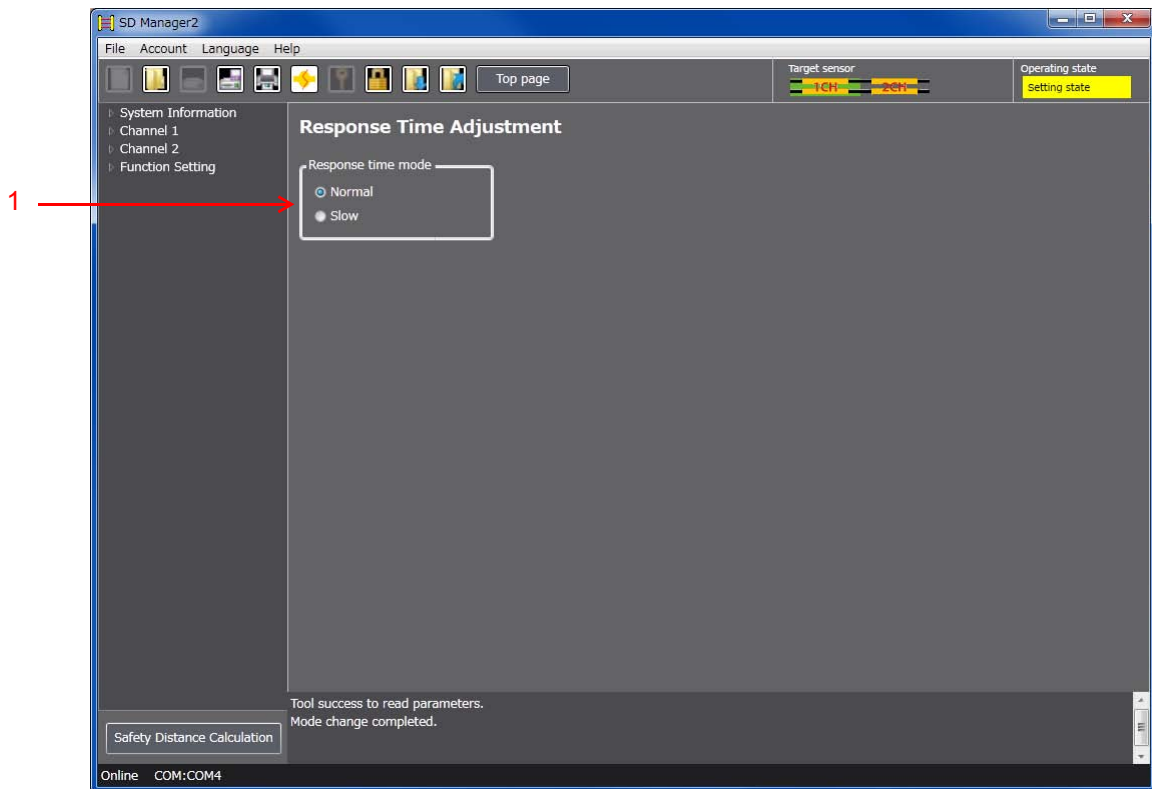 SD Manager2
File Account Language Help
Top page
Target sensor
1CH 2CH
Operating state
Setting state
System Information
Channel 1
Channel 2
Function Setting
Response Time Adjustment
Response time mode
Normal
Slow
1
Tool success to read parameters.
Mode change completed.
Safety Distance Calculation
Online COM:COM4